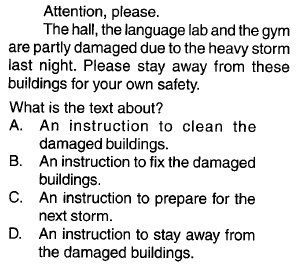 Attention, please.
The hall, the language lab and the gym
are partly damaged due to the heavy storm
last night. Please stay away from these
buildings for your own safety.
What is the text about?
A. An instruction to clean the
damaged buildings.
B. An instruction to fix the damaged
buildings.
C. An instruction to prepare for the
next storm.
D. An instruction to stay away from
the damaged buildings.